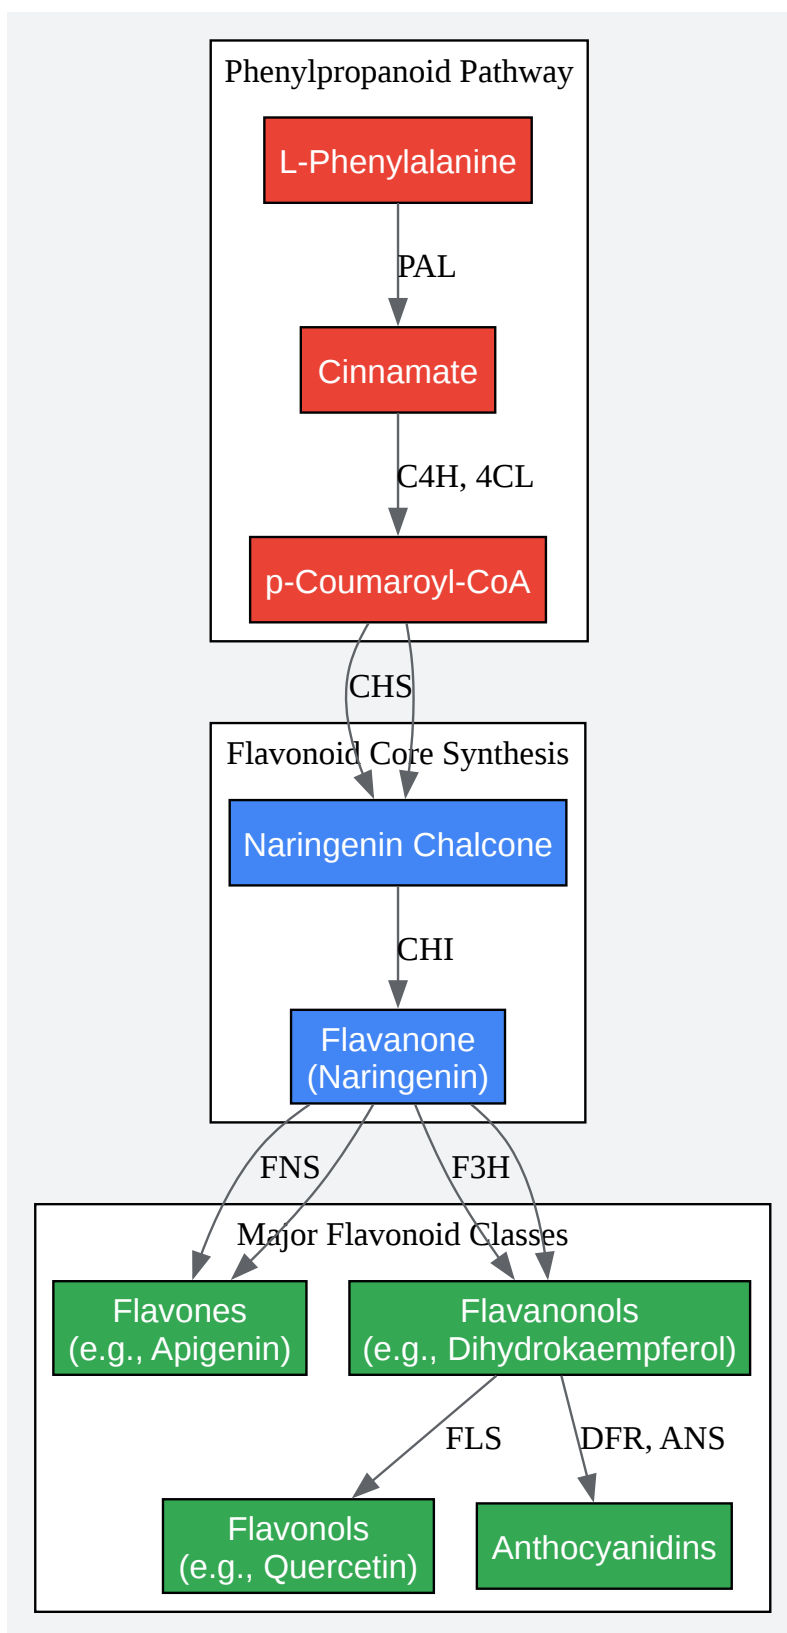 Phenylpropanoid Pathway
L-Phenylalanine
PAL
Cinnamate
C4H, 4CL
p-Coumaroyl-CoA
CHS
Flavonoid Core Synthesis
Naringenin Chalcone
CHI
Flavanone
(Naringenin)
FNS
F3H
Major Flavonoid Classes
Flavones
(e.g., Apigenin)
Flavanonols
(e.g., Dihydrokaempferol)
FLS
DFR, ANS
Flavonols
(e.g., Quercetin)
Anthocyanidins